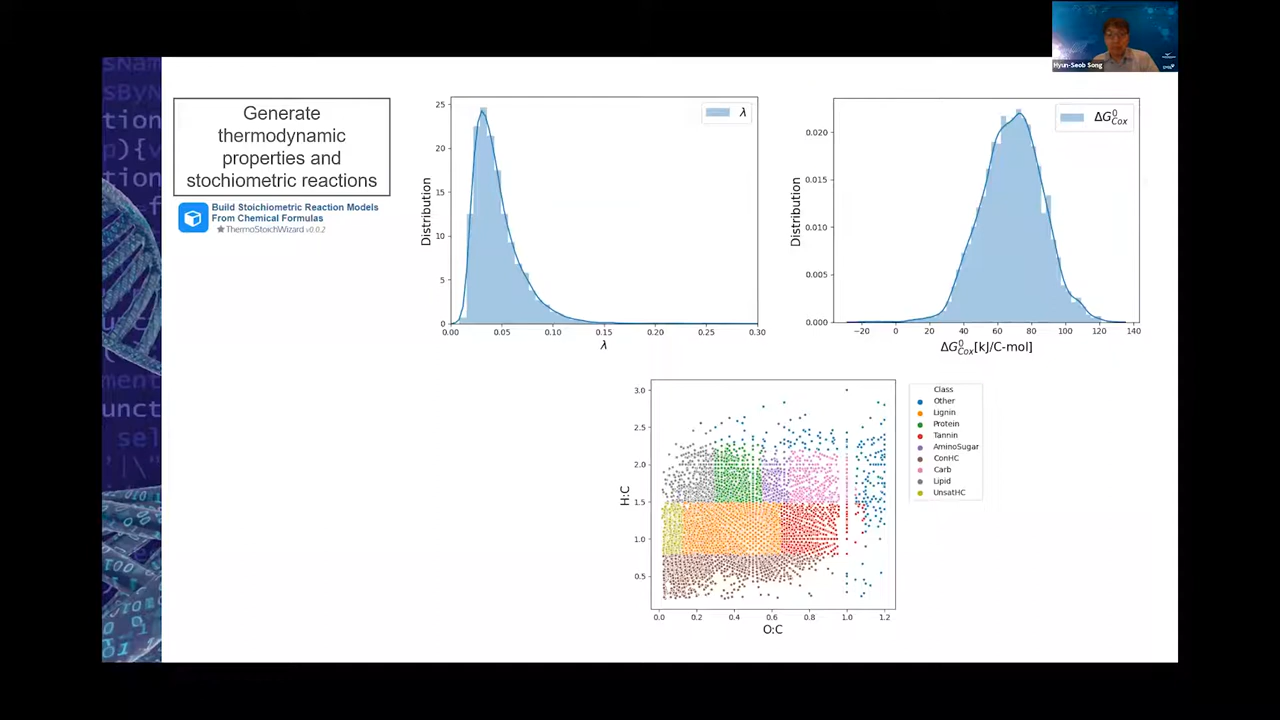 Hyun-Seob Song
Generate
thermodynamic
properties and
stochiometric reactions
Build Stoichiometric Reaction Models
From Chemical Formulas
★ ThermoStoichWizard v0.0.2
25
20
15
10
5
0
Distribution
0.00 0.05 0.10 0.15 0.20 0.25 0.30
λ
λ
0.020
0.015
0.010
0.005
0.000
Distribution
−20 0 20 40 60 80 100 120 140
ΔG⁰Cox[kJ/C-mol]
ΔG⁰Cox
3.0
2.5
2.0
1.5
1.0
0.5
H:C
0.0 0.2 0.4 0.6 0.8 1.0 1.2
O:C
Class
Other
Lignin
Protein
Tannin
AminoSugar
ConHC
Carb
Lipid
UnsatHC